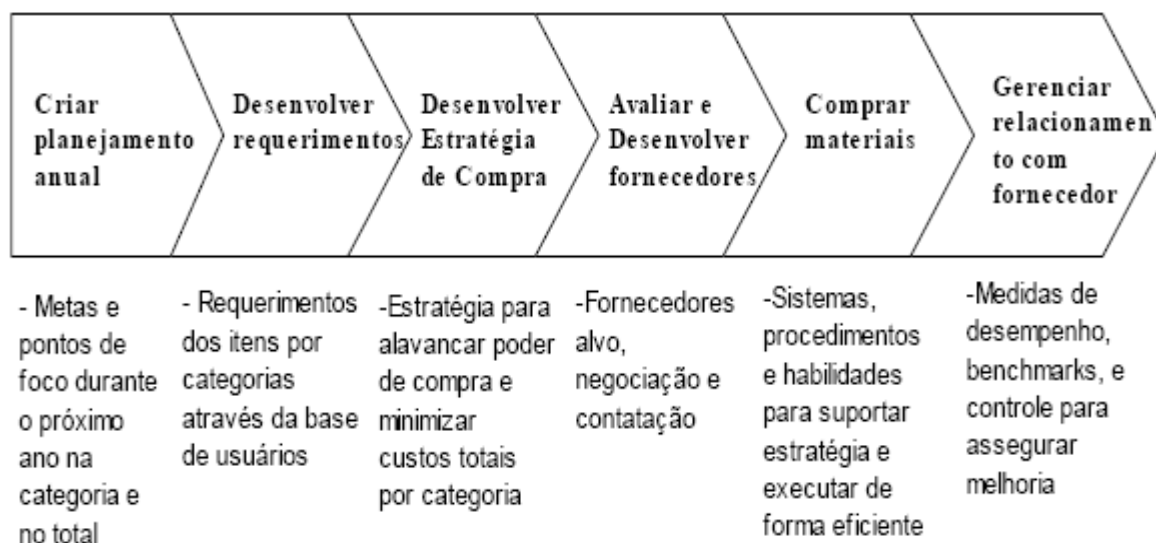 Criar
planejamento
anual
Desenvolver
requerimentos
Desenvolver
Estratégia
de Compra
Avaliar e
Desenvolver
fornecedores
Comprar
materiais
Gerenciar
relacionamen
to com
fornecedor
- Metas e
pontos de
foco durante
o próximo
ano na
categoria e
no total
- Requerimentos
dos itens por
categorias
através da base
de usuários
-Estratégia para
alavancar poder
de compra e
minimizar
custos totais
por categoria
-Fornecedores
alvo,
negociação e
contatação
-Sistemas,
procedimentos
e habilidades
para suportar
estratégia e
executar de
forma eficiente
-Medidas de
desempenho,
benchmarks, e
controle para
assegurar
melhoria